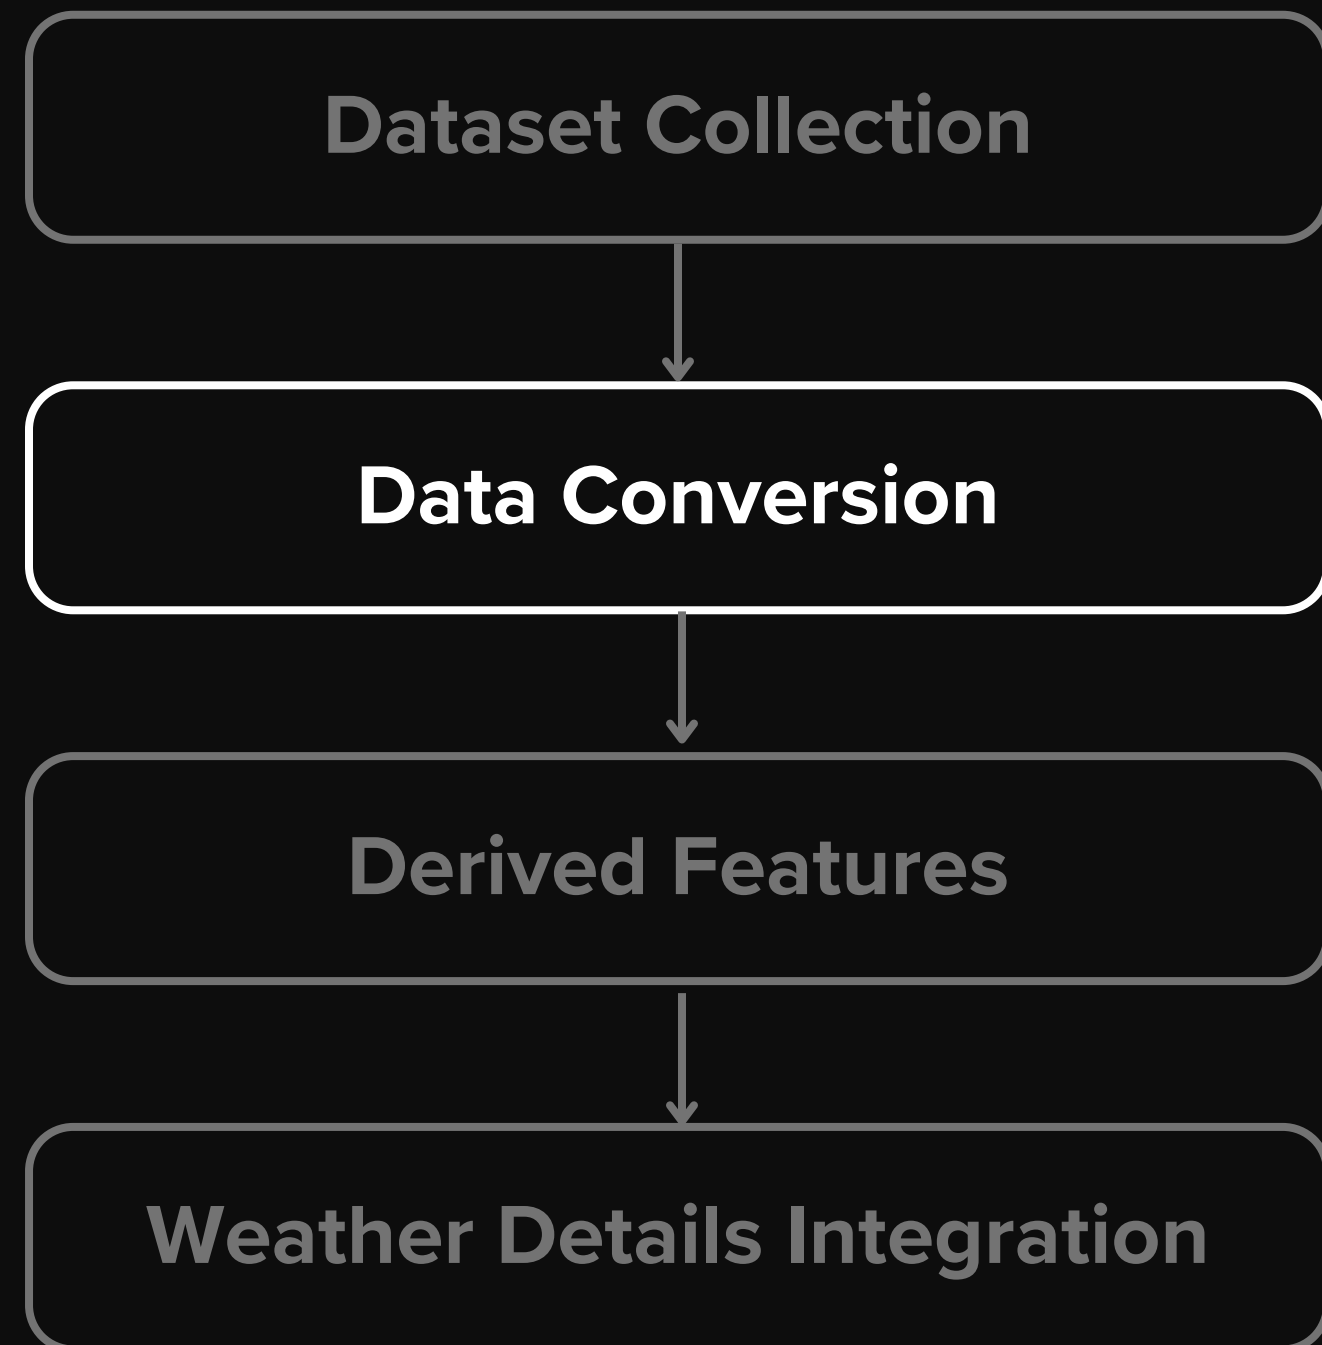 Dataset Collection
Data Conversion
Derived Features
Weather Details Integration